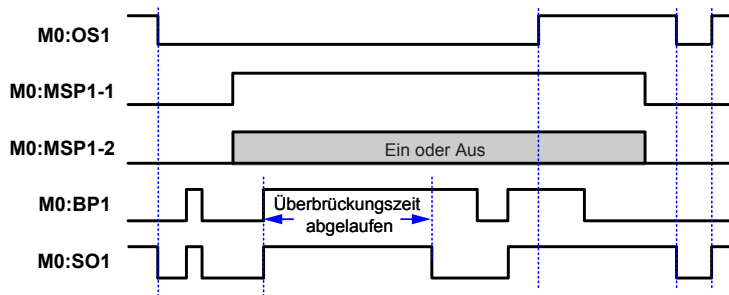 M0:OS1
M0:MSP1-1
M0:MSP1-2
Ein oder Aus
M0:BP1
Überbrückungszeit
abgelaufen
M0:SO1